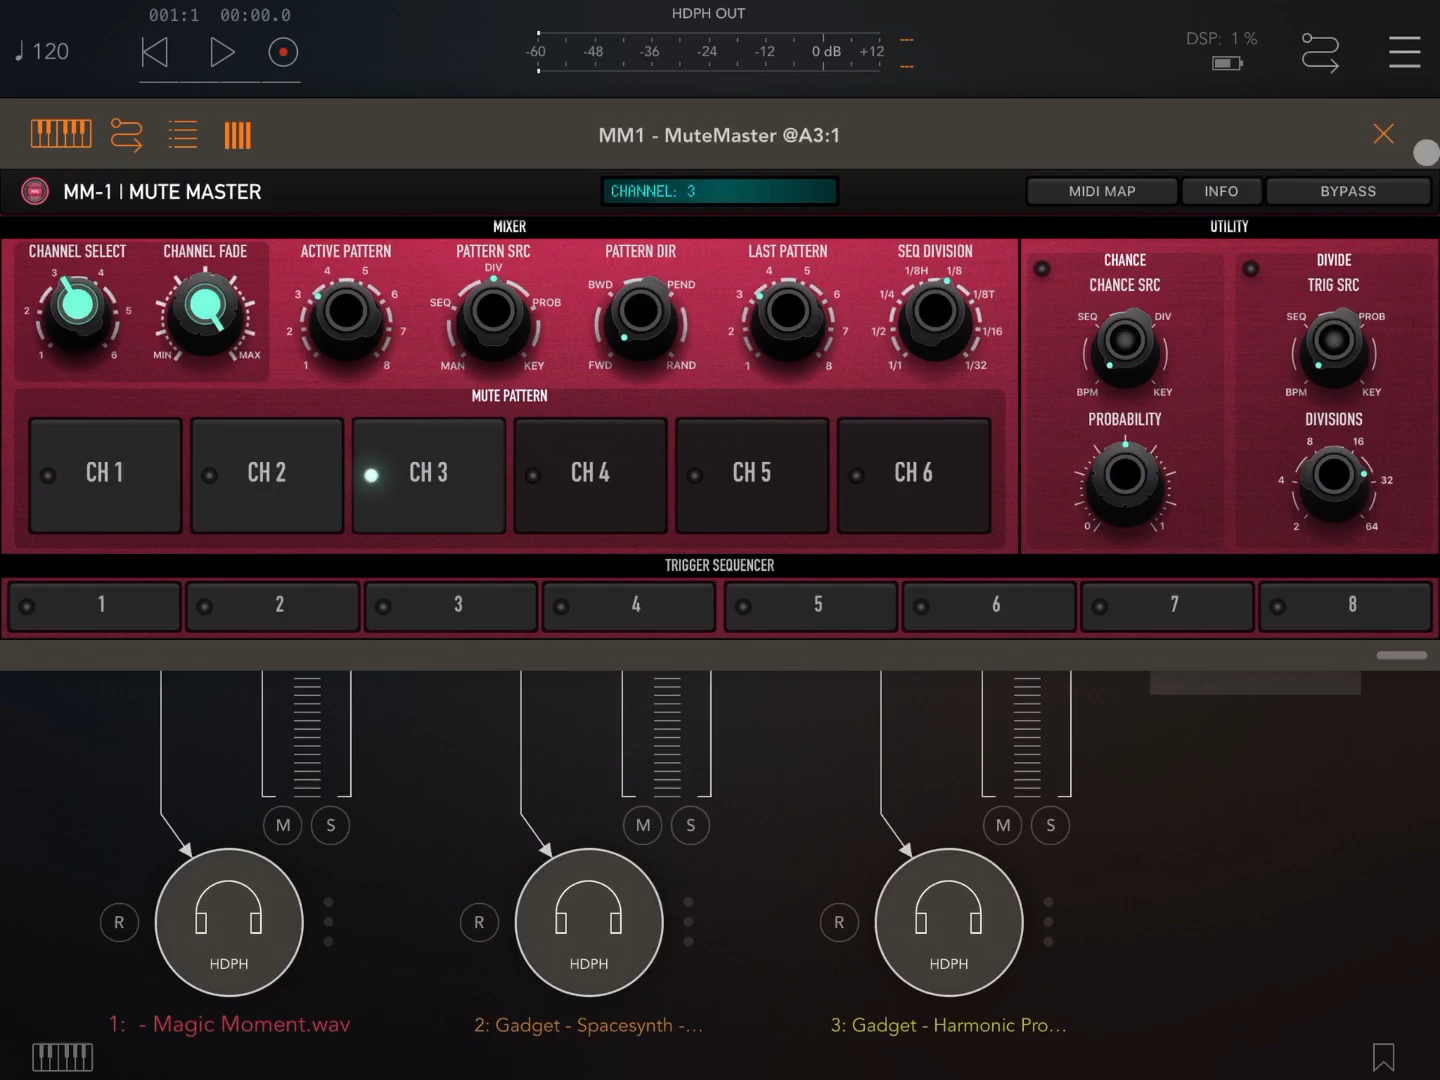 001:1 00:00.0
HDPH OUT
♩120
-60 -48 -36 -24 -12 0 dB +12
DSP: 1 %
MM1 - MuteMaster @A3:1
MM-1 | MUTE MASTER
CHANNEL: 3
MIDI MAP INFO BYPASS
MIXER
UTILITY
CHANNEL SELECT CHANNEL FADE ACTIVE PATTERN PATTERN SRC PATTERN DIR LAST PATTERN SEQ DIVISION
1 2 3 4 5 6
MIN MAX
1 2 3 4 5 6 7 8
MAN SEQ DIV PROB KEY
FWD BWD PEND RAND
1 2 3 4 5 6 7 8
1/1 1/2 1/4 1/8H 1/8 1/8T 1/16 1/32
CHANCE
CHANCE SRC
BPM SEQ DIV KEY
PROBABILITY
0 1
DIVIDE
TRIG SRC
BPM SEQ PROB KEY
DIVISIONS
2 4 8 16 32 64
MUTE PATTERN
CH 1 CH 2 CH 3 CH 4 CH 5 CH 6
TRIGGER SEQUENCER
1 2 3 4 5 6 7 8
M S M S M S
R R R
HDPH HDPH HDPH
1: - Magic Moment.wav
2: Gadget - Spacesynth -...
3: Gadget - Harmonic Pro...